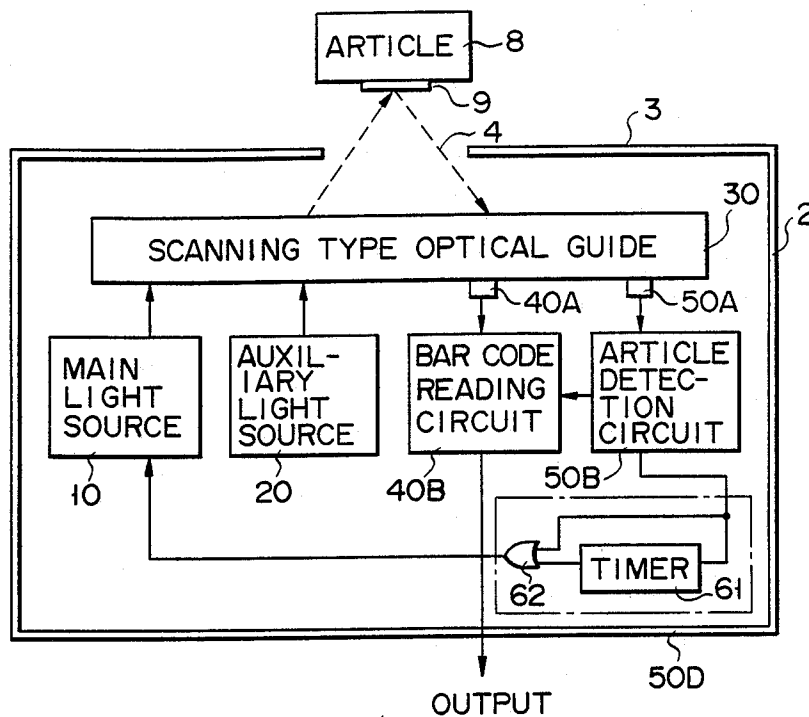 ARTICLE
8
9
4
3
30
2
SCANNING TYPE OPTICAL GUIDE
40A
50A
MAIN
LIGHT
SOURCE
AUXIL-
IARY
LIGHT
SOURCE
BAR CODE
READING
CIRCUIT
ARTICLE
DETEC-
TION
CIRCUIT
10
20
40B
50B
62
TIMER
61
50D
OUTPUT